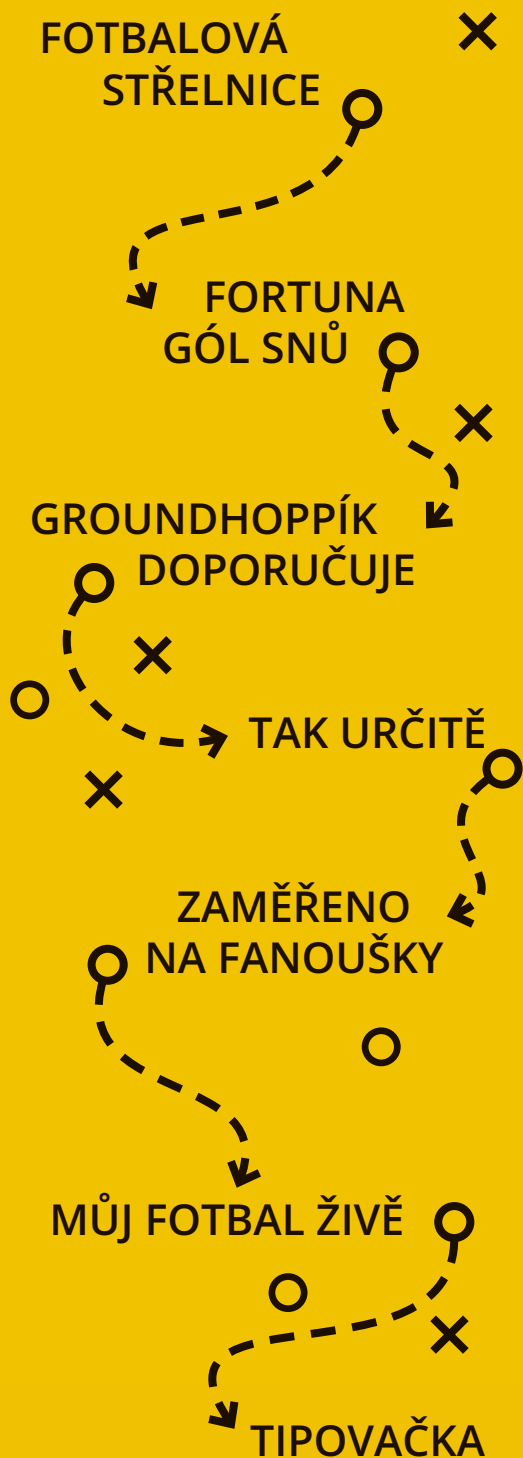 FOTBALOVÁ
STŘELNICE
FORTUNA
GÓL SNŮ
GROUNDHOPPÍK
DOPORUČUJE
TAK URČITĚ
ZAMĚŘENO
NA FANOUŠKY
MŮJ FOTBAL ŽIVĚ
TIPOVAČKA